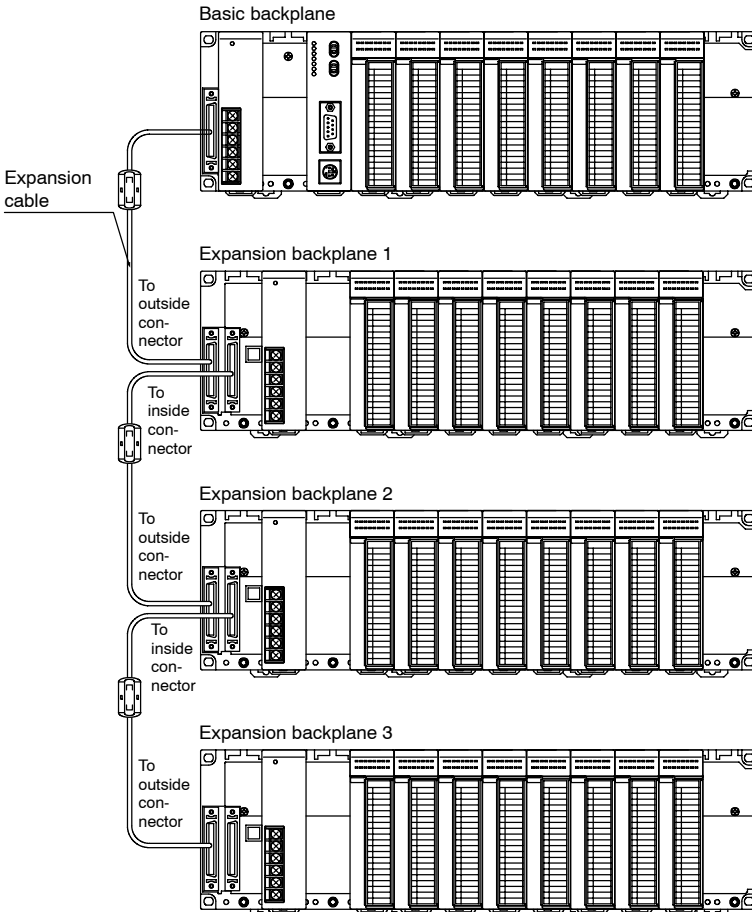 Basic backplane
Expansion
cable
Expansion backplane 1
To
outside
con-
nector
To
inside
con-
nector
Expansion backplane 2
To
outside
con-
nector
To
inside
con-
nector
Expansion backplane 3
To
outside
con-
nector